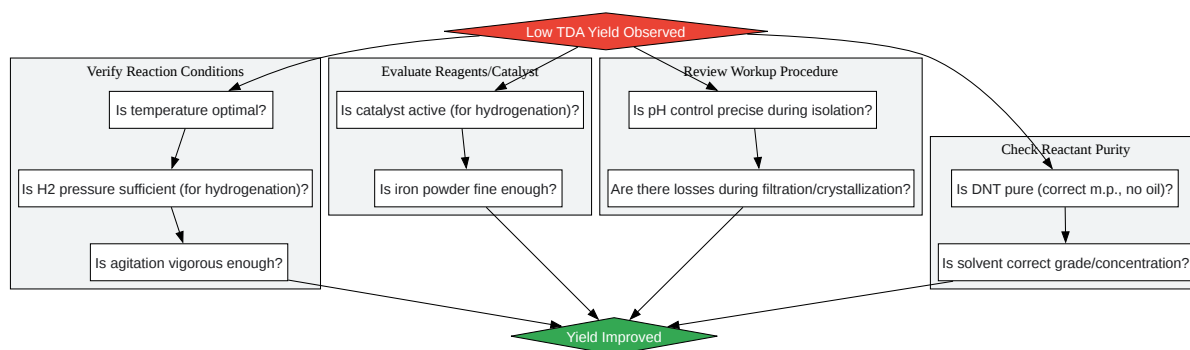 Low TDA Yield Observed
Verify Reaction Conditions
Is temperature optimal?
Is H2 pressure sufficient (for hydrogenation)?
Is agitation vigorous enough?
Evaluate Reagents/Catalyst
Is catalyst active (for hydrogenation)?
Is iron powder fine enough?
Review Workup Procedure
Is pH control precise during isolation?
Are there losses during filtration/crystallization?
Check Reactant Purity
Is DNT pure (correct m.p., no oil)?
Is solvent correct grade/concentration?
Yield Improved